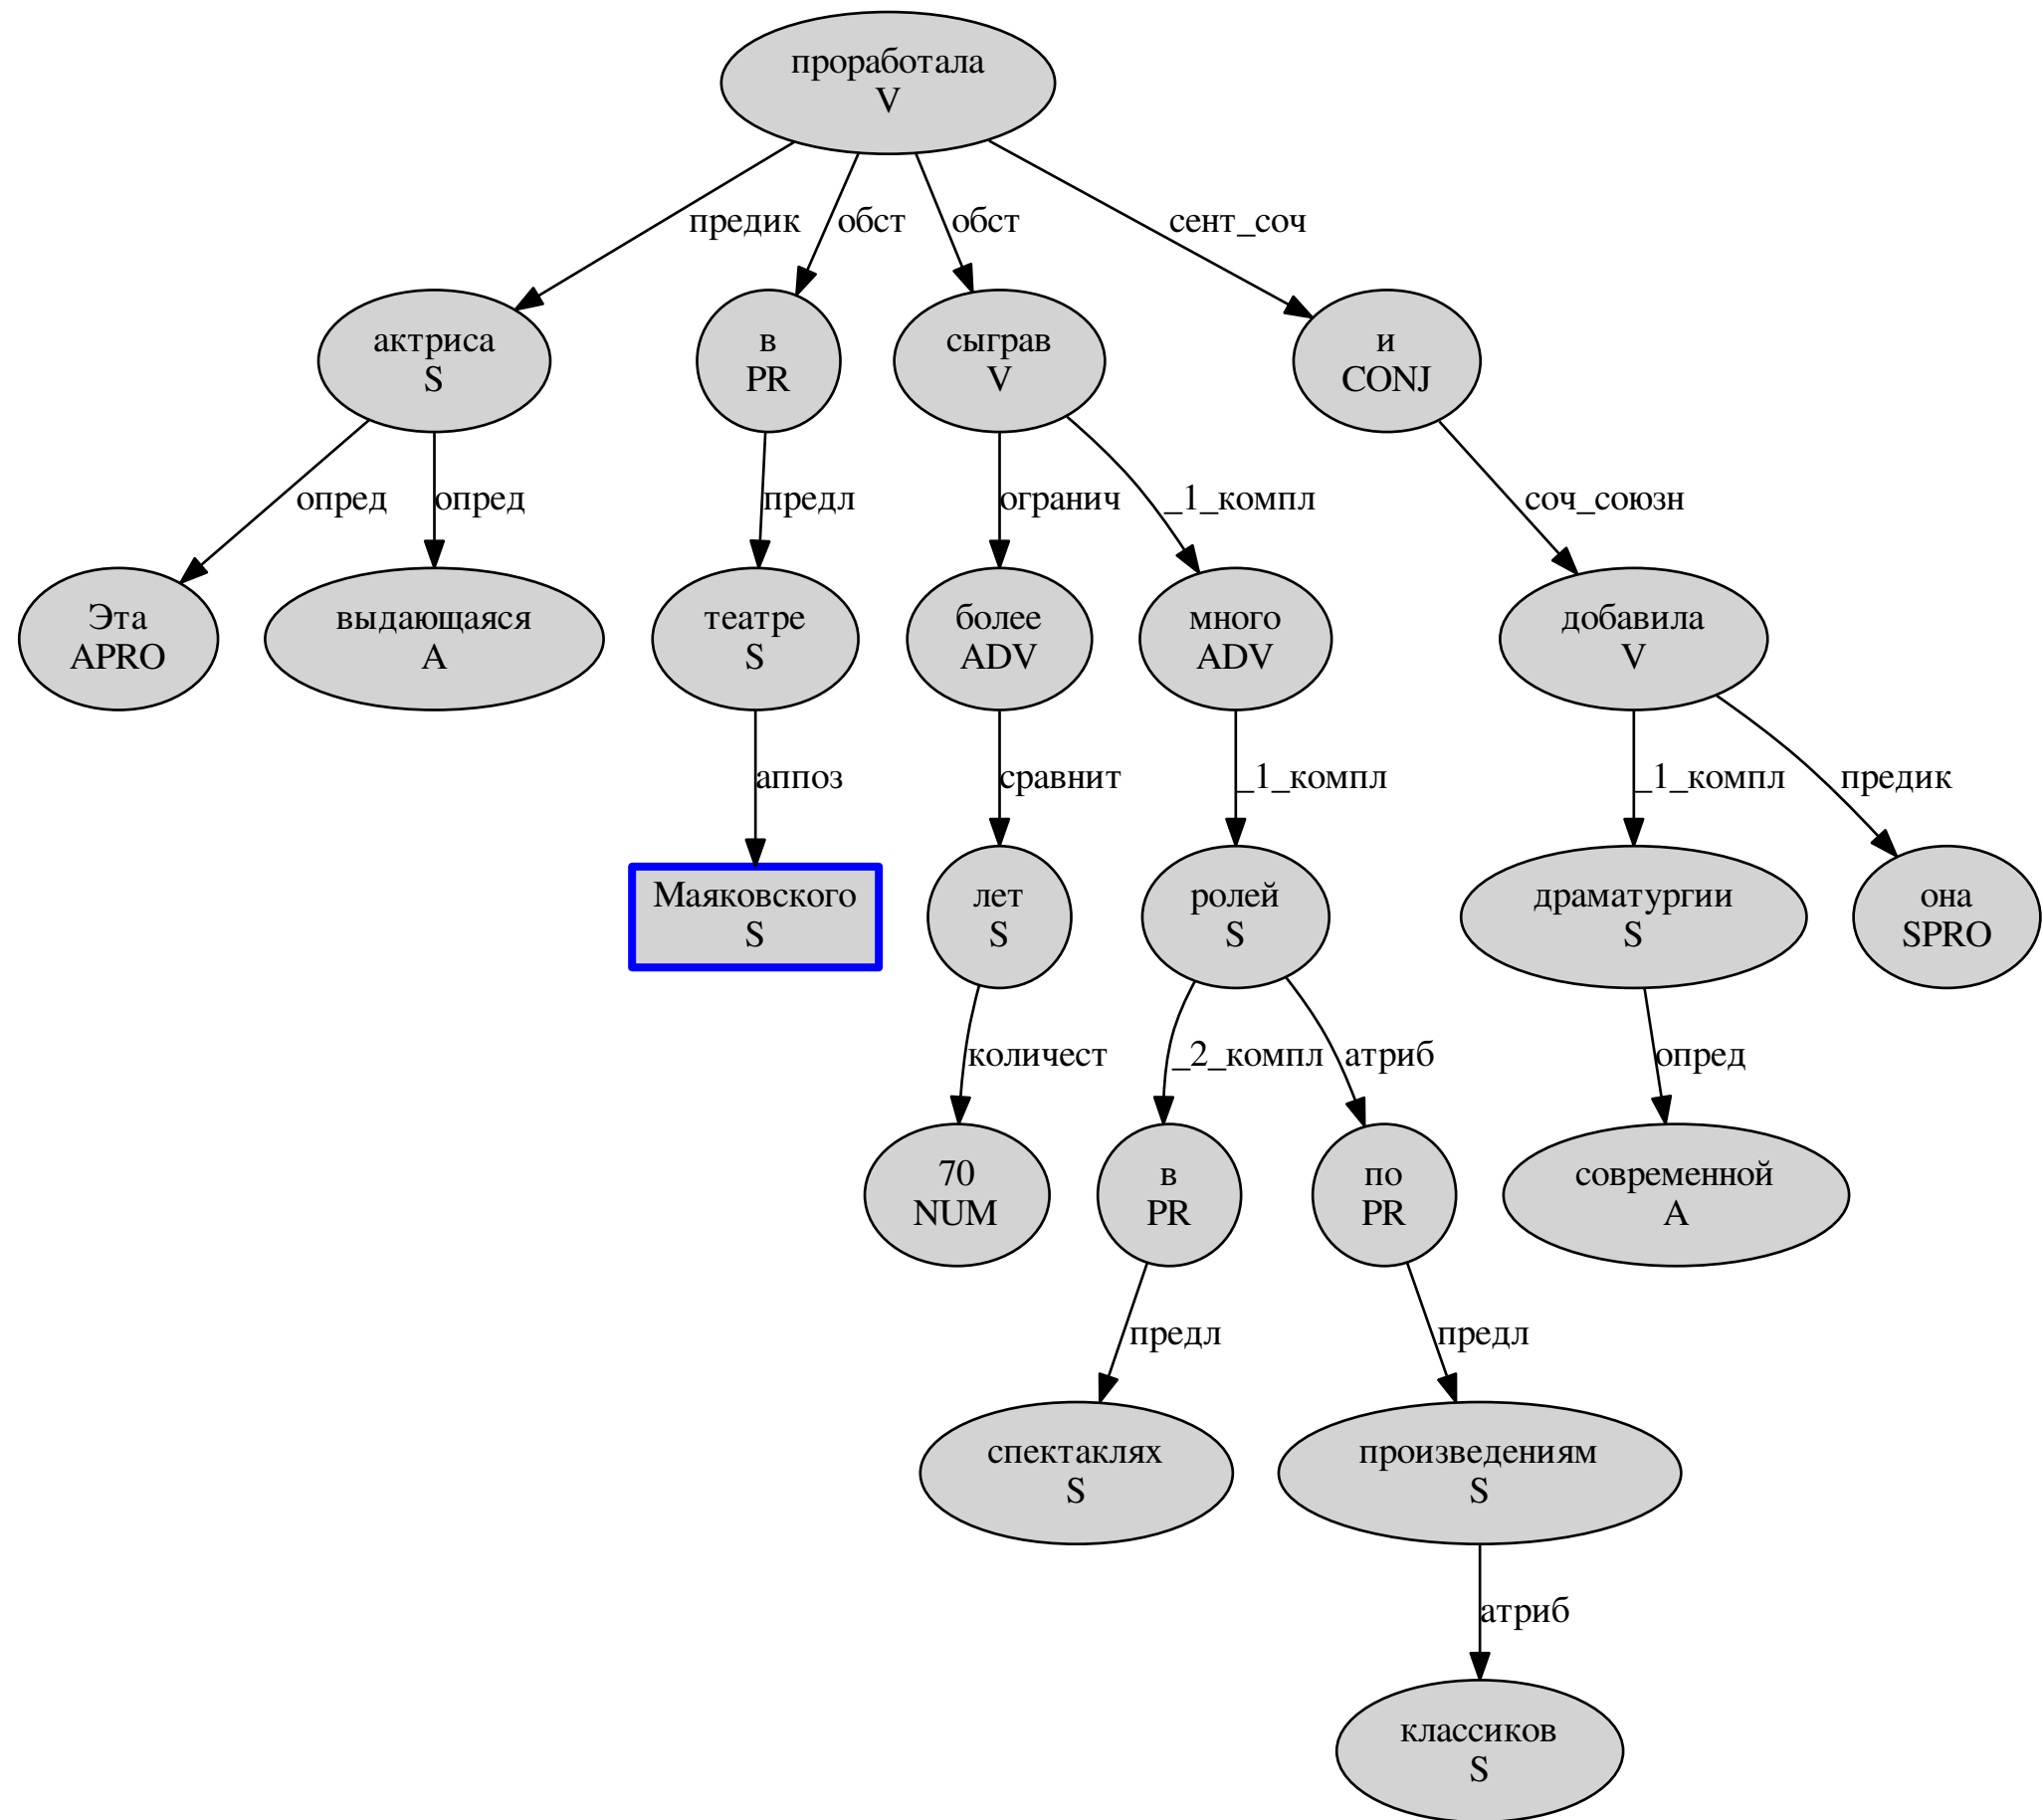 проработала
V
предик
обст
обст
сент_соч
актриса
S
в
PR
сыграв
V
и
CONJ
опред
опред
предл
огранич
_1_компл
соч_союзн
Эта
APRO
выдающаяся
A
театре
S
более
ADV
много
ADV
добавила
V
аппоз
сравнит
_1_компл
_1_компл
предик
Маяковского
S
лет
S
ролей
S
драматургии
S
она
SPRO
количест
_2_компл
атриб
опред
70
NUM
в
PR
по
PR
современной
A
предл
предл
спектаклях
S
произведениям
S
атриб
классиков
S